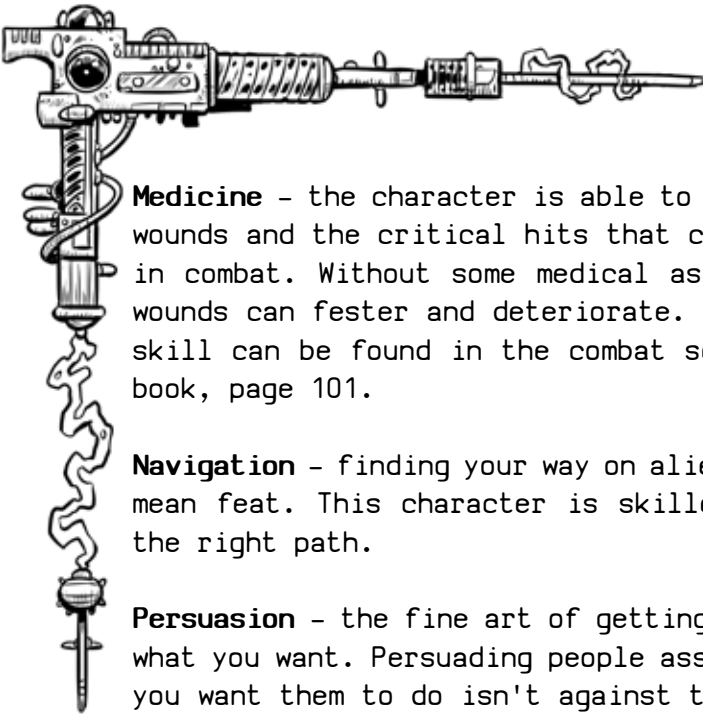 Medicine – the character is able to
wounds and the critical hits that c
in combat. Without some medical as
wounds can fester and deteriorate.
skill can be found in the combat s
book, page 101.
Navigation – finding your way on alie
mean feat. This character is skille
the right path.
Persuasion – the fine art of getting
what you want. Persuading people ass
you want them to do isn't against t